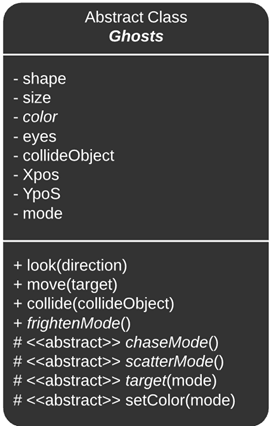 Abstract Class
Ghosts
- shape
- size
- color
- eyes
- collideObject
- Xpos
- YpoS
- mode
+ look(direction)
+ move(target)
+ collide(collideObject)
+ frightenMode()
# <<abstract>> chaseMode()
# <<abstract>> scatterMode()
# <<abstract>> target(mode)
# <<abstract>> setColor(mode)